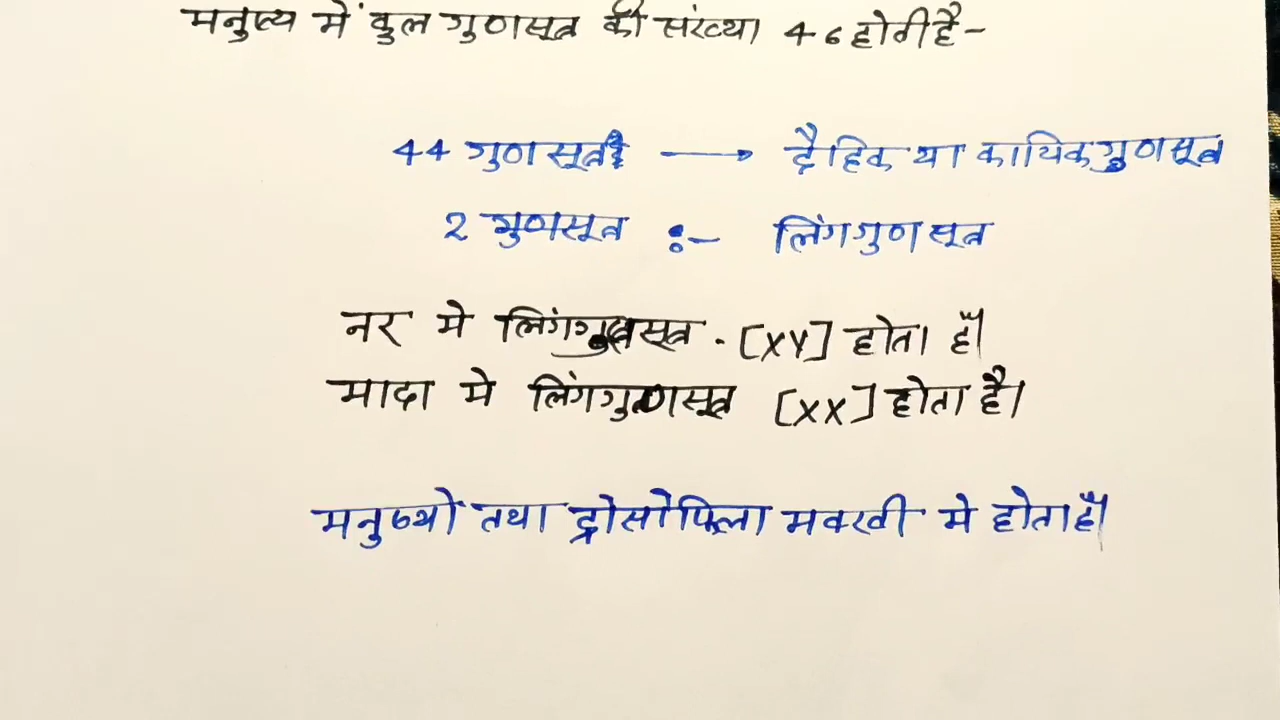 मनुष्य में कुल गुणसूत्र की संख्या 46 होती है -
44 गुणसूत्र → दैहिक या कायिक गुणसूत्र
2 गुणसूत्र :- लिंगगुणसूत्र
नर मे लिंगगुणसूत्र . [XY] होता है।
मादा मे लिंगगुणसूत्र [XX] होता है।
मनुष्यो तथा ड्रोसोफिला मक्खी मे होता है।